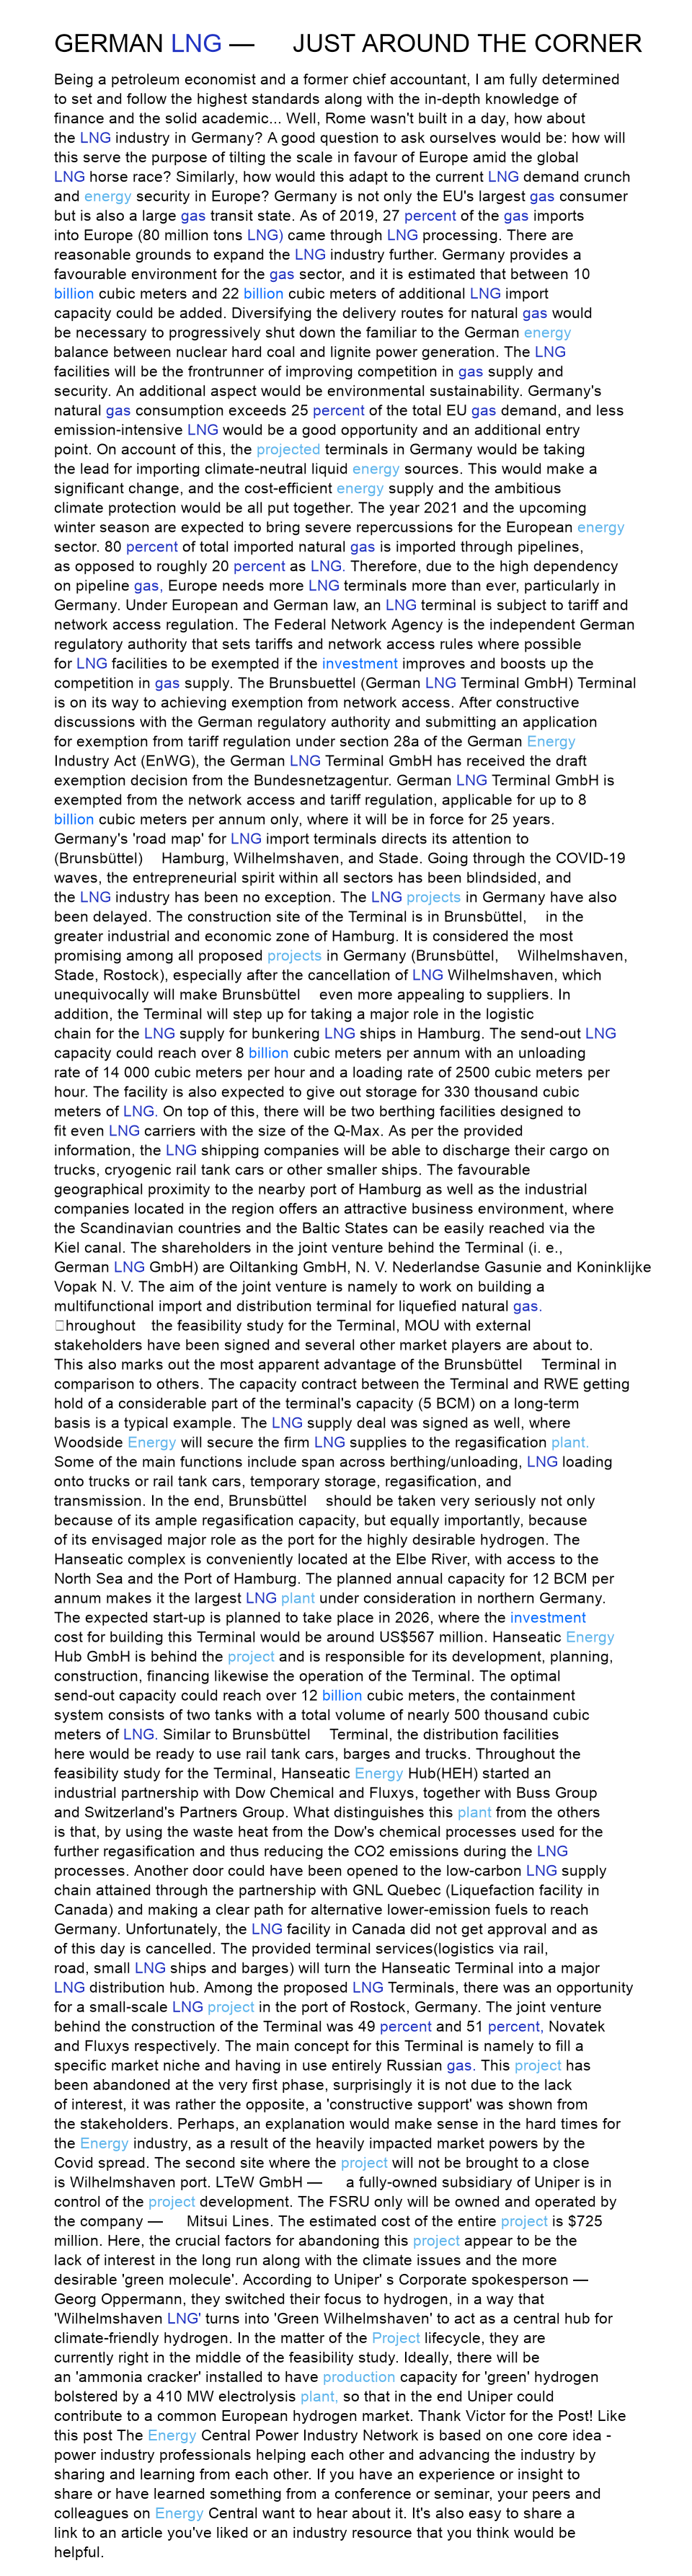 GERMAN LNG — JUST AROUND THE CORNER
Being a petroleum economist and a former chief accountant, I am fully determined
to set and follow the highest standards along with the in-depth knowledge of
finance and the solid academic... Well, Rome wasn't built in a day, how about
the LNG industry in Germany? A good question to ask ourselves would be: how will
this serve the purpose of tilting the scale in favour of Europe amid the global
LNG horse race? Similarly, how would this adapt to the current LNG demand crunch
and energy security in Europe? Germany is not only the EU's largest gas consumer
but is also a large gas transit state. As of 2019, 27 percent of the gas imports
into Europe (80 million tons LNG) came through LNG processing. There are
reasonable grounds to expand the LNG industry further. Germany provides a
favourable environment for the gas sector, and it is estimated that between 10
billion cubic meters and 22 billion cubic meters of additional LNG import
capacity could be added. Diversifying the delivery routes for natural gas would
be necessary to progressively shut down the familiar to the German energy
balance between nuclear hard coal and lignite power generation. The LNG
facilities will be the frontrunner of improving competition in gas supply and
security. An additional aspect would be environmental sustainability. Germany's
natural gas consumption exceeds 25 percent of the total EU gas demand, and less
emission-intensive LNG would be a good opportunity and an additional entry
point. On account of this, the projected terminals in Germany would be taking
the lead for importing climate-neutral liquid energy sources. This would make a
significant change, and the cost-efficient energy supply and the ambitious
climate protection would be all put together. The year 2021 and the upcoming
winter season are expected to bring severe repercussions for the European energy
sector. 80 percent of total imported natural gas is imported through pipelines,
as opposed to roughly 20 percent as LNG. Therefore, due to the high dependency
on pipeline gas, Europe needs more LNG terminals more than ever, particularly in
Germany. Under European and German law, an LNG terminal is subject to tariff and
network access regulation. The Federal Network Agency is the independent German
regulatory authority that sets tariffs and network access rules where possible
for LNG facilities to be exempted if the investment improves and boosts up the
competition in gas supply. The Brunsbuettel (German LNG Terminal GmbH) Terminal
is on its way to achieving exemption from network access. After constructive
discussions with the German regulatory authority and submitting an application
for exemption from tariff regulation under section 28a of the German Energy
Industry Act (EnWG), the German LNG Terminal GmbH has received the draft
exemption decision from the Bundesnetzagentur. German LNG Terminal GmbH is
exempted from the network access and tariff regulation, applicable for up to 8
billion cubic meters per annum only, where it will be in force for 25 years.
Germany's 'road map' for LNG import terminals directs its attention to
(Brunsbüttel) Hamburg, Wilhelmshaven, and Stade. Going through the COVID-19
waves, the entrepreneurial spirit within all sectors has been blindsided, and
the LNG industry has been no exception. The LNG projects in Germany have also
been delayed. The construction site of the Terminal is in Brunsbüttel, in the
greater industrial and economic zone of Hamburg. It is considered the most
promising among all proposed projects in Germany (Brunsbüttel, Wilhelmshaven,
Stade, Rostock), especially after the cancellation of LNG Wilhelmshaven, which
unequivocally will make Brunsbüttel even more appealing to suppliers. In
addition, the Terminal will step up for taking a major role in the logistic
chain for the LNG supply for bunkering LNG ships in Hamburg. The send-out LNG
capacity could reach over 8 billion cubic meters per annum with an unloading
rate of 14 000 cubic meters per hour and a loading rate of 2500 cubic meters per
hour. The facility is also expected to give out storage for 330 thousand cubic
meters of LNG. On top of this, there will be two berthing facilities designed to
fit even LNG carriers with the size of the Q-Max. As per the provided
information, the LNG shipping companies will be able to discharge their cargo on
trucks, cryogenic rail tank cars or other smaller ships. The favourable
geographical proximity to the nearby port of Hamburg as well as the industrial
companies located in the region offers an attractive business environment, where
the Scandinavian countries and the Baltic States can be easily reached via the
Kiel canal. The shareholders in the joint venture behind the Terminal (i. e.,
German LNG GmbH) are Oiltanking GmbH, N. V. Nederlandse Gasunie and Koninklijke
Vopak N. V. The aim of the joint venture is namely to work on building a
multifunctional import and distribution terminal for liquefied natural gas.
□hroughout the feasibility study for the Terminal, MOU with external
stakeholders have been signed and several other market players are about to.
This also marks out the most apparent advantage of the Brunsbüttel Terminal in
comparison to others. The capacity contract between the Terminal and RWE getting
hold of a considerable part of the terminal's capacity (5 BCM) on a long-term
basis is a typical example. The LNG supply deal was signed as well, where
Woodside Energy will secure the firm LNG supplies to the regasification plant.
Some of the main functions include span across berthing/unloading, LNG loading
onto trucks or rail tank cars, temporary storage, regasification, and
transmission. In the end, Brunsbüttel should be taken very seriously not only
because of its ample regasification capacity, but equally importantly, because
of its envisaged major role as the port for the highly desirable hydrogen. The
Hanseatic complex is conveniently located at the Elbe River, with access to the
North Sea and the Port of Hamburg. The planned annual capacity for 12 BCM per
annum makes it the largest LNG plant under consideration in northern Germany.
The expected start-up is planned to take place in 2026, where the investment
cost for building this Terminal would be around US$567 million. Hanseatic Energy
Hub GmbH is behind the project and is responsible for its development, planning,
construction, financing likewise the operation of the Terminal. The optimal
send-out capacity could reach over 12 billion cubic meters, the containment
system consists of two tanks with a total volume of nearly 500 thousand cubic
meters of LNG. Similar to Brunsbüttel Terminal, the distribution facilities
here would be ready to use rail tank cars, barges and trucks. Throughout the
feasibility study for the Terminal, Hanseatic Energy Hub(HEH) started an
industrial partnership with Dow Chemical and Fluxys, together with Buss Group
and Switzerland's Partners Group. What distinguishes this plant from the others
is that, by using the waste heat from the Dow's chemical processes used for the
further regasification and thus reducing the CO2 emissions during the LNG
processes. Another door could have been opened to the low-carbon LNG supply
chain attained through the partnership with GNL Quebec (Liquefaction facility in
Canada) and making a clear path for alternative lower-emission fuels to reach
Germany. Unfortunately, the LNG facility in Canada did not get approval and as
of this day is cancelled. The provided terminal services(logistics via rail,
road, small LNG ships and barges) will turn the Hanseatic Terminal into a major
LNG distribution hub. Among the proposed LNG Terminals, there was an opportunity
for a small-scale LNG project in the port of Rostock, Germany. The joint venture
behind the construction of the Terminal was 49 percent and 51 percent, Novatek
and Fluxys respectively. The main concept for this Terminal is namely to fill a
specific market niche and having in use entirely Russian gas. This project has
been abandoned at the very first phase, surprisingly it is not due to the lack
of interest, it was rather the opposite, a 'constructive support' was shown from
the stakeholders. Perhaps, an explanation would make sense in the hard times for
the Energy industry, as a result of the heavily impacted market powers by the
Covid spread. The second site where the project will not be brought to a close
is Wilhelmshaven port. LTeW GmbH — a fully-owned subsidiary of Uniper is in
control of the project development. The FSRU only will be owned and operated by
the company — Mitsui Lines. The estimated cost of the entire project is $725
million. Here, the crucial factors for abandoning this project appear to be the
lack of interest in the long run along with the climate issues and the more
desirable 'green molecule'. According to Uniper' s Corporate spokesperson —
Georg Oppermann, they switched their focus to hydrogen, in a way that
'Wilhelmshaven LNG' turns into 'Green Wilhelmshaven' to act as a central hub for
climate-friendly hydrogen. In the matter of the Project lifecycle, they are
currently right in the middle of the feasibility study. Ideally, there will be
an 'ammonia cracker' installed to have production capacity for 'green' hydrogen
bolstered by a 410 MW electrolysis plant, so that in the end Uniper could
contribute to a common European hydrogen market. Thank Victor for the Post! Like
this post The Energy Central Power Industry Network is based on one core idea -
power industry professionals helping each other and advancing the industry by
sharing and learning from each other. If you have an experience or insight to
share or have learned something from a conference or seminar, your peers and
colleagues on Energy Central want to hear about it. It's also easy to share a
link to an article you've liked or an industry resource that you think would be
helpful.